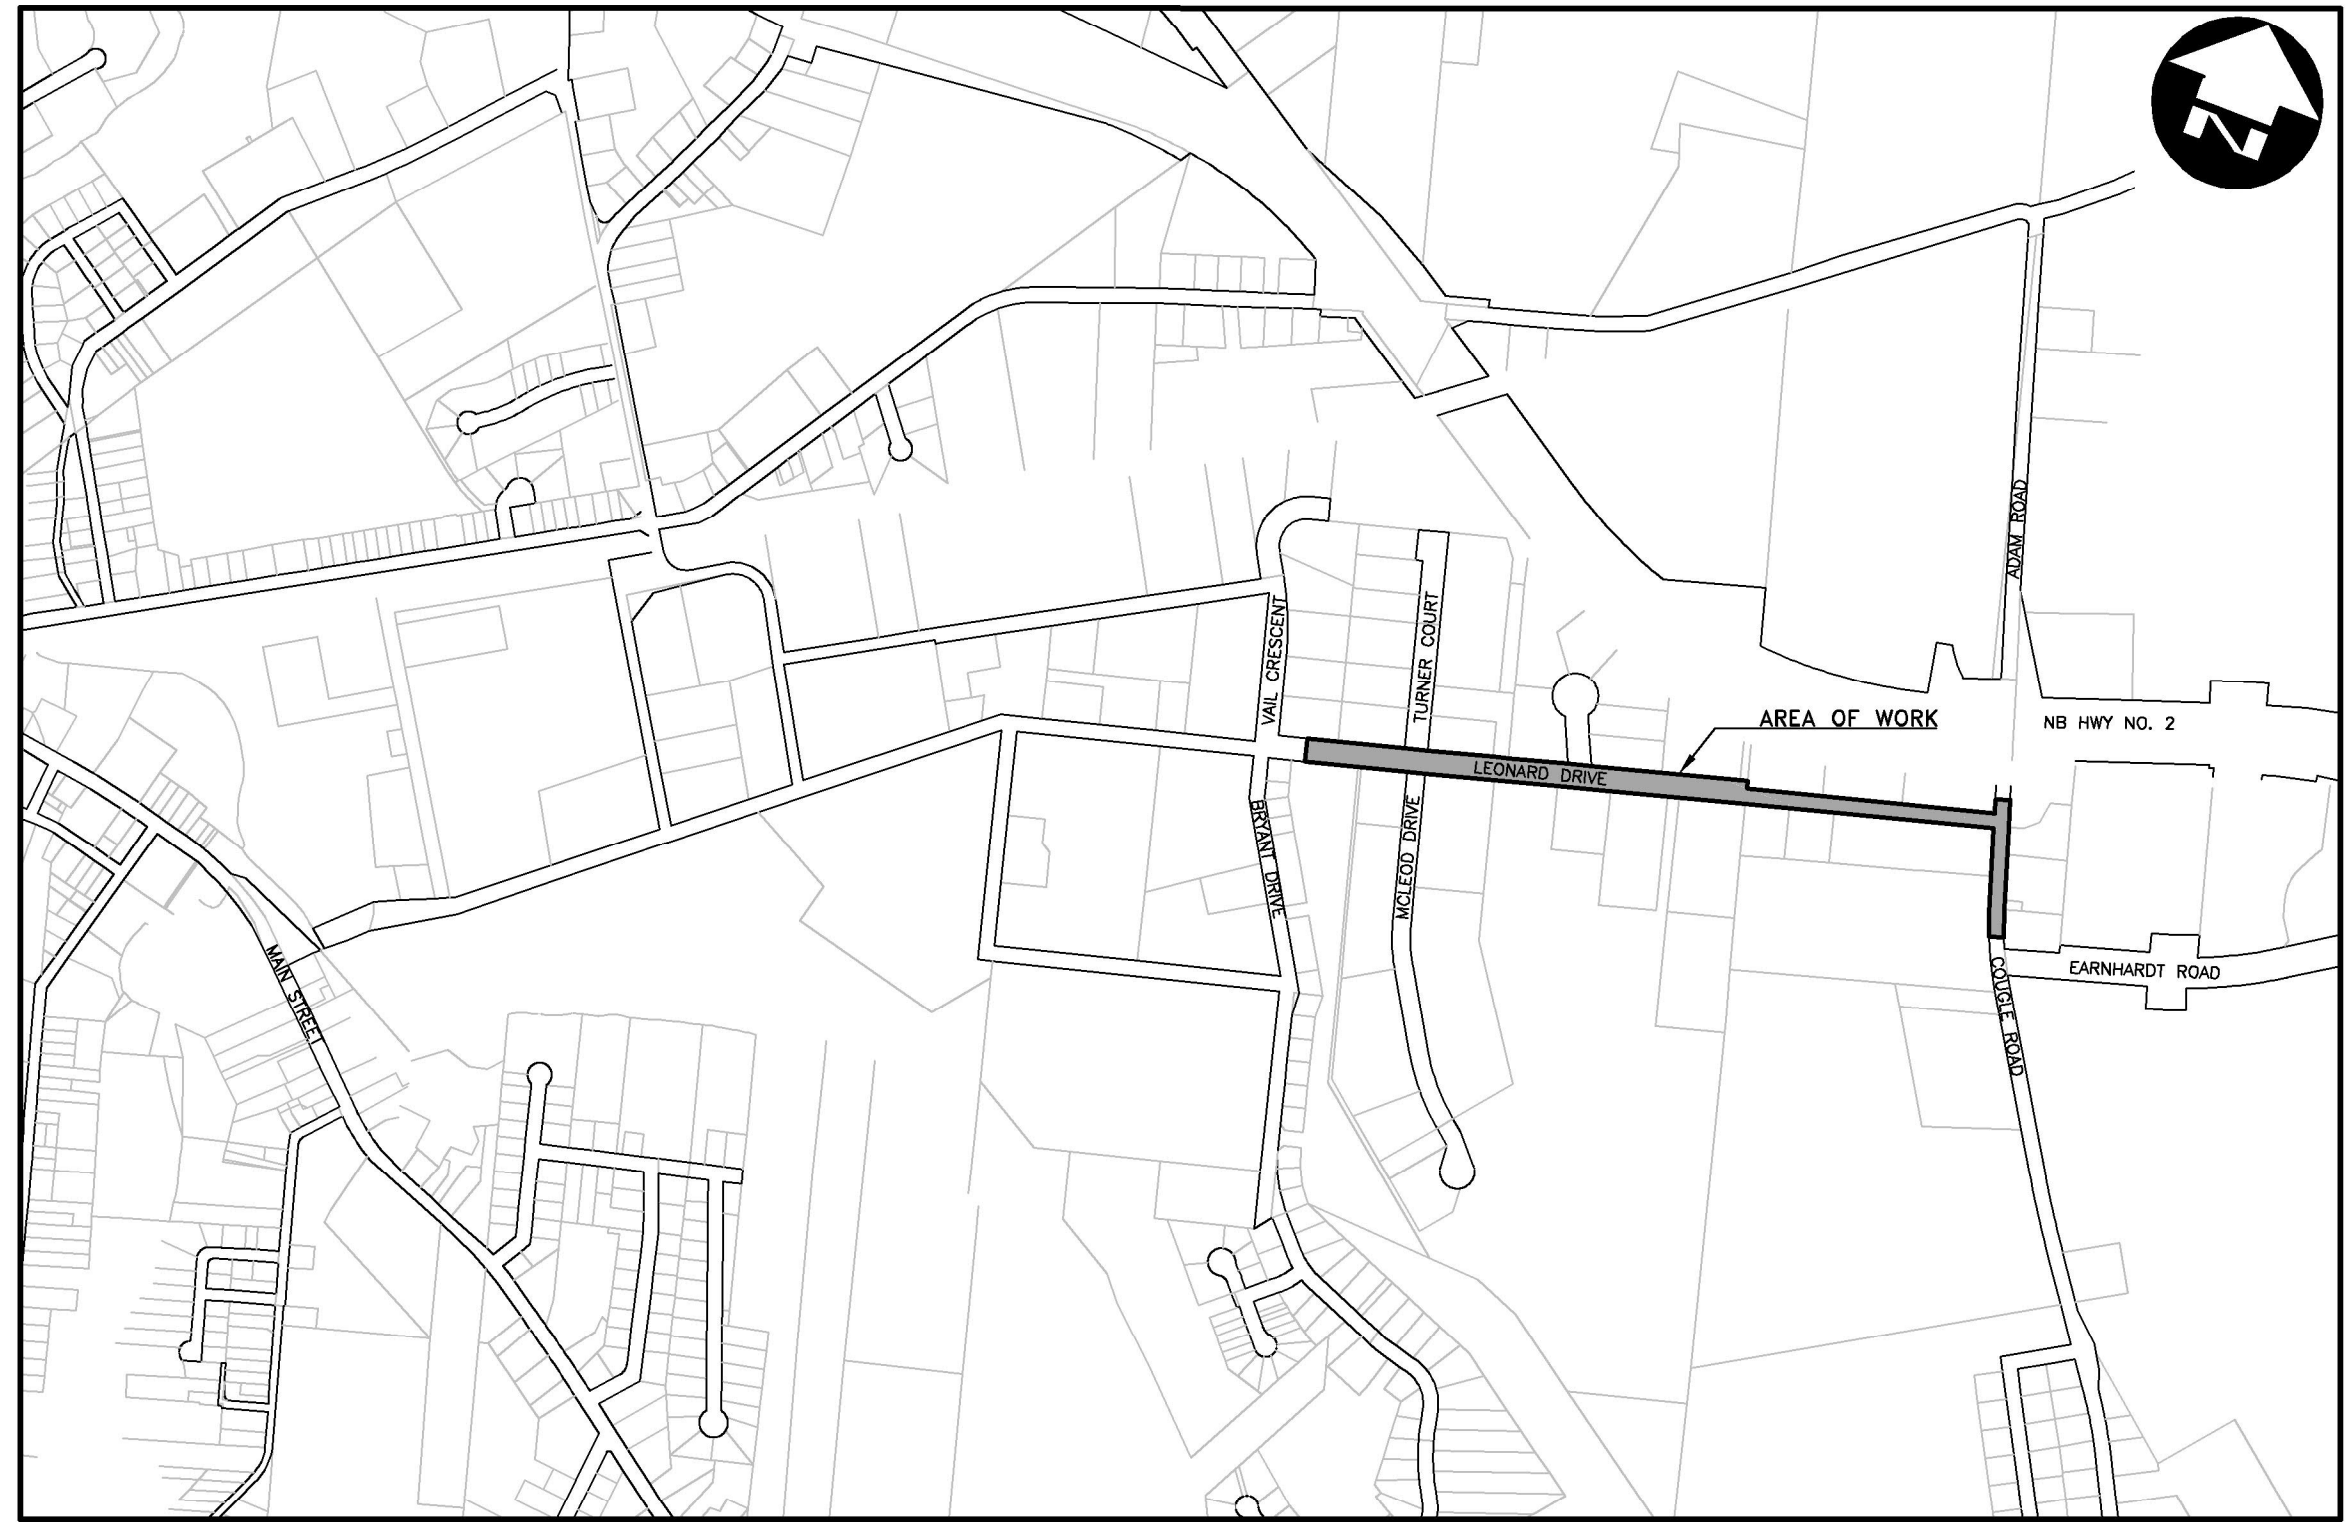 N
ADAM ROAD
VAIL CRESCENT
TURNER COURT
AREA OF WORK
NB HWY NO. 2
LEONARD DRIVE
BRYANT DRIVE
MCLEOD DRIVE
MAIN STREET
EARNHARDT ROAD
COUGLE ROAD